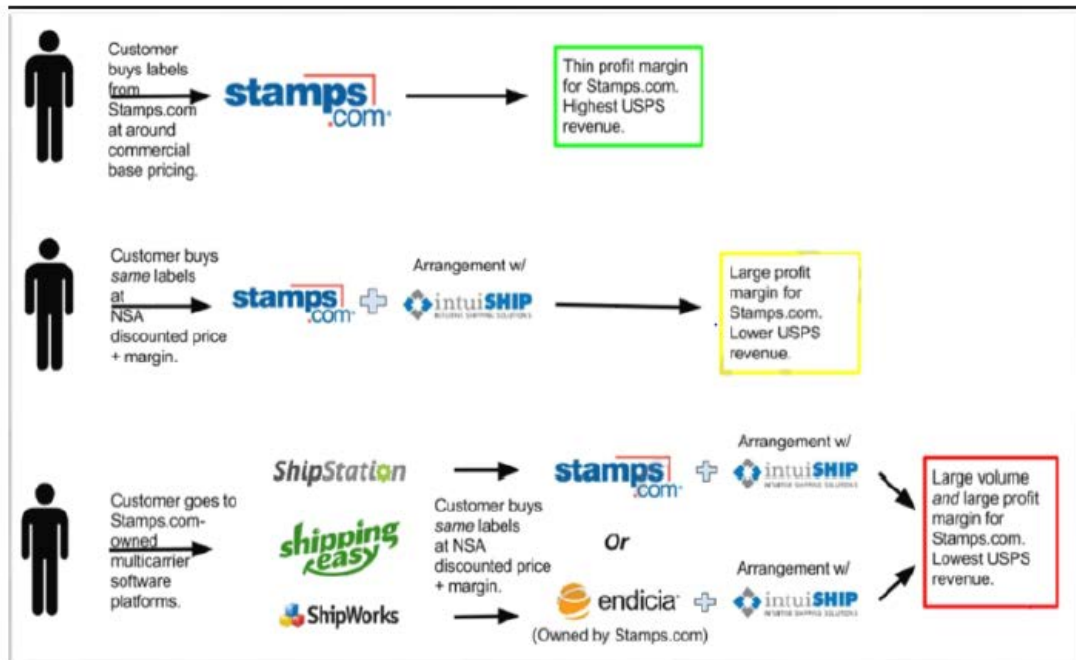 Customer
buys labels
from
Stamps.com
at around
commercial
base pricing.
stamps
.com
Thin profit margin
for Stamps.com.
Highest USPS
revenue.
Customer buys
same labels
at
NSA
discounted price
+ margin.
stamps
.com
Arrangement w/
intuiSHIP
Large profit
margin for
Stamps.com.
Lower USPS
revenue.
Customer goes to
Stamps.com-
owned
multicarrier
software
platforms.
ShipStation
shipping
easy
ShipWorks
Customer buys
same labels
at NSA
discounted price
+ margin.
stamps
.com
Arrangement w/
intuiSHIP
Or
endicia
(Owned by Stamps.com)
Arrangement w/
intuiSHIP
Large volume
and large profit
margin for
Stamps.com.
Lowest USPS
revenue.